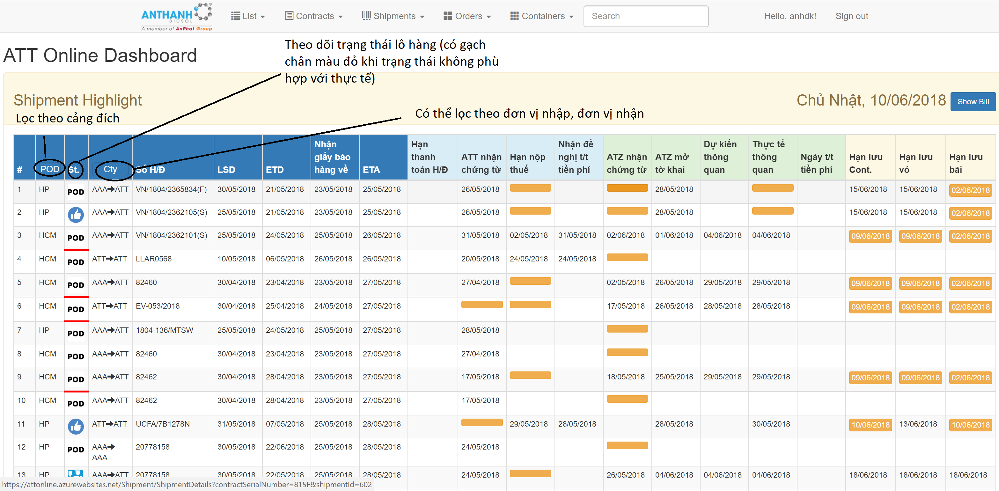 ANTHANH
BICSOL
A member of AnPhat Group
List
Contracts
Shipments
Orders
Containers
Search
Hello, anhdk!
Sign out
ATT Online Dashboard
Theo dõi trạng thái lô hàng (có gạch
chân màu đỏ khi trạng thái không phù
hợp với thực tế)
Shipment Highlight
Chủ Nhật, 10/06/2018 Show Bill
Lọc theo cảng đích
Có thể lọc theo đơn vị nhập, đơn vị nhận
# POD St. Cty Số H/Đ LSD ETD Nhận giấy báo hàng về ETA Hạn thanh toán H/Đ ATT nhận chứng từ Hạn nộp thuế Nhận đề nghị t/t tiền phí ATZ nhận chứng từ ATZ mở tờ khai Dự kiến thông quan Thực tế thông quan Ngày t/t tiền phí Hạn lưu Cont. Hạn lưu vỏ Hạn lưu bãi
1 HP POD AAA➔ATT VN/1804/2365834(F) 30/05/2018 21/05/2018 23/05/2018 25/05/2018 26/05/2018 28/05/2018 15/06/2018 15/06/2018 02/06/2018
2 HP AAA➔ATT VN/1804/2362105(S) 25/05/2018 21/05/2018 23/05/2018 25/05/2018 26/05/2018 28/05/2018 15/06/2018 15/06/2018 02/06/2018
3 HCM POD AAA➔ATT VN/1804/2362101(S) 25/05/2018 24/05/2018 25/05/2018 26/05/2018 31/05/2018 02/05/2018 31/05/2018 02/06/2018 01/06/2018 04/06/2018 04/06/2018 09/06/2018 09/06/2018 02/06/2018
4 HCM POD ATT➔ATT LLAR0568 10/05/2018 06/05/2018 26/05/2018 26/05/2018 20/05/2018 24/05/2018 24/05/2018
5 HCM POD AAA➔ATT 82460 30/04/2018 23/04/2018 23/05/2018 27/05/2018 27/04/2018 02/05/2018 26/05/2018 29/05/2018 29/05/2018 09/06/2018 09/06/2018 02/06/2018
6 HCM POD ATT➔ATT EV-053/2018 30/04/2018 25/04/2018 24/05/2018 27/05/2018 17/05/2018 26/05/2018 28/05/2018 28/05/2018 09/06/2018 09/06/2018 02/06/2018
7 HP POD AAA➔ATT 1804-136/MTSW 25/05/2018 24/05/2018 25/05/2018 27/05/2018 28/05/2018
8 HCM POD AAA➔ATT 82460 30/04/2018 23/04/2018 23/05/2018 27/05/2018 27/04/2018
9 HCM POD AAA➔ATT 82462 30/04/2018 28/04/2018 23/05/2018 27/05/2018 17/05/2018 18/05/2018 25/05/2018 29/05/2018 29/05/2018 09/06/2018 09/06/2018 02/06/2018
10 HCM POD AAA➔ATT 82462 30/04/2018 28/04/2018 23/05/2018 27/05/2018 17/05/2018
11 HP ATT➔ATT UCFA/7B1278N 31/05/2018 07/05/2018 25/05/2018 28/05/2018 29/05/2018 28/05/2018 28/05/2018 30/05/2018 10/06/2018 13/06/2018 10/06/2018
12 HP POD AAA➔AAA 20778158 30/05/2018 22/06/2018 25/05/2018 28/05/2018 24/05/2018
13 HP AAA➔ATT 20778158 30/05/2018 22/05/2018 25/05/2018 28/05/2018 24/05/2018 26/05/2018 04/06/2018 04/06/2018 04/06/2018 18/06/2018 18/06/2018 18/06/2018
https://attonline.azurewebsites.net/Shipment/ShipmentDetails?contractSerialNumber=815F&shipmentId=602